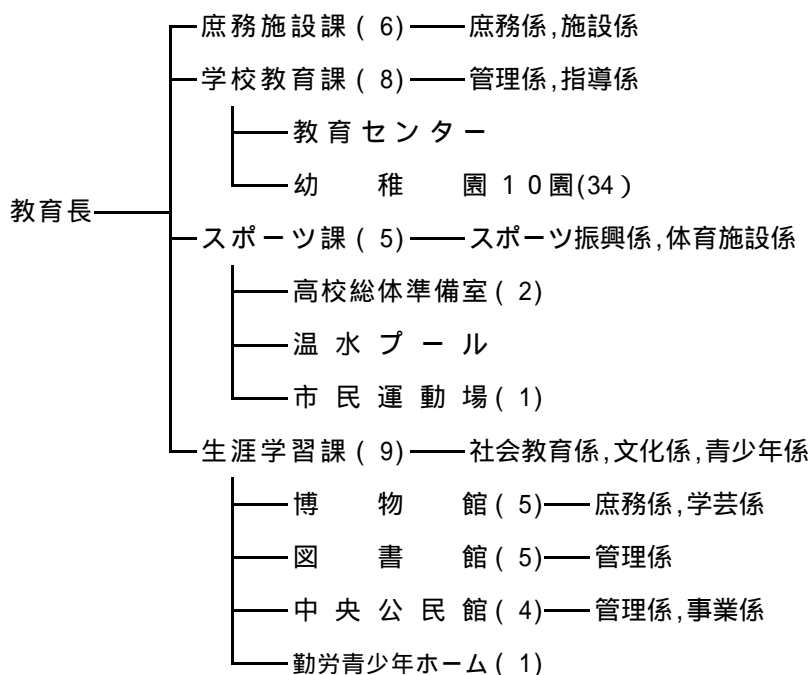 庶務施設課( 6) 庶務係,施設係
学校教育課( 8) 管理係,指導係
教育センター
幼稚園10園(34)
教育長
スポーツ課( 5) スポーツ振興係,体育施設係
高校総体準備室( 2)
温水プール
市民運動場( 1)
生涯学習課( 9) 社会教育係,文化係,青少年係
博物館( 5) 庶務係,学芸係
図書館( 5) 管理係
中央公民館( 4) 管理係,事業係
勤労青少年ホーム( 1)